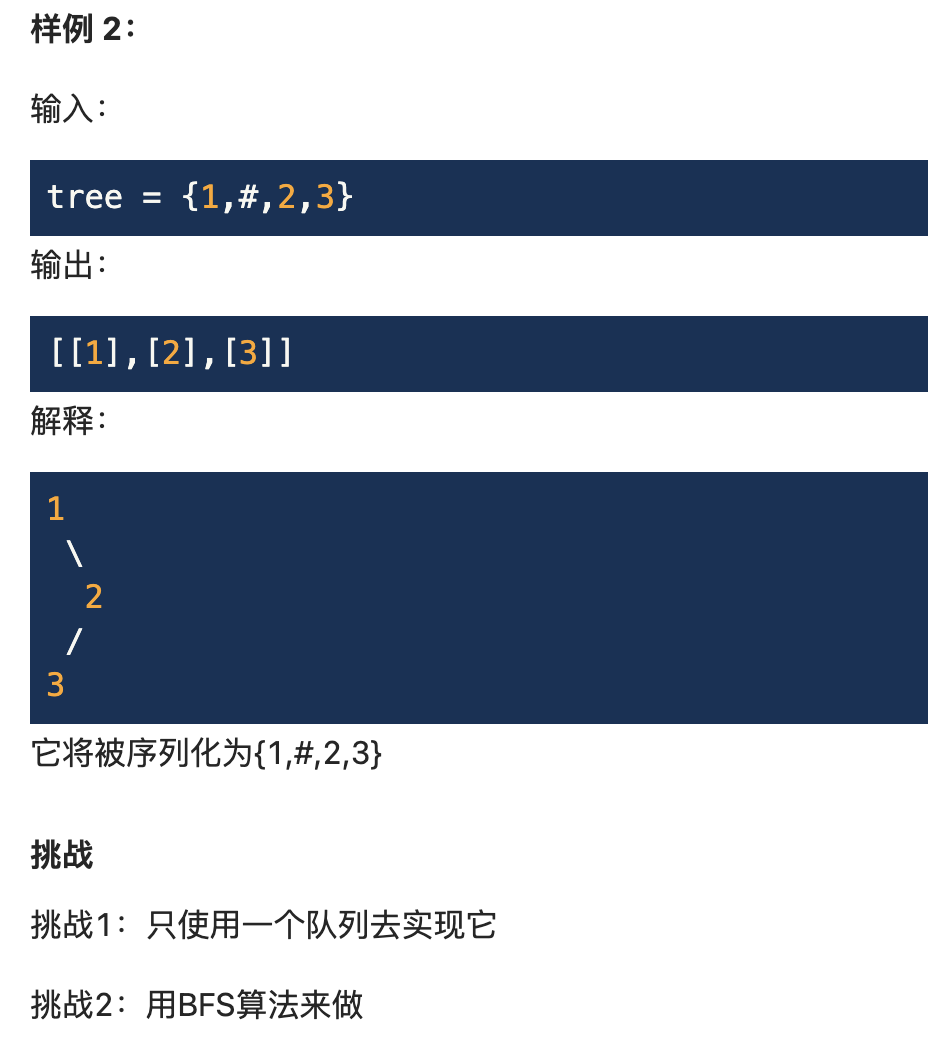 样例 2：
输入：
tree = {1,#,2,3}
输出：
[[1],[2],[3]]
解释：
1
 \
  2
 /
3
它将被序列化为{1,#,2,3}
挑战
挑战1：只使用一个队列去实现它
挑战2：用BFS算法来做